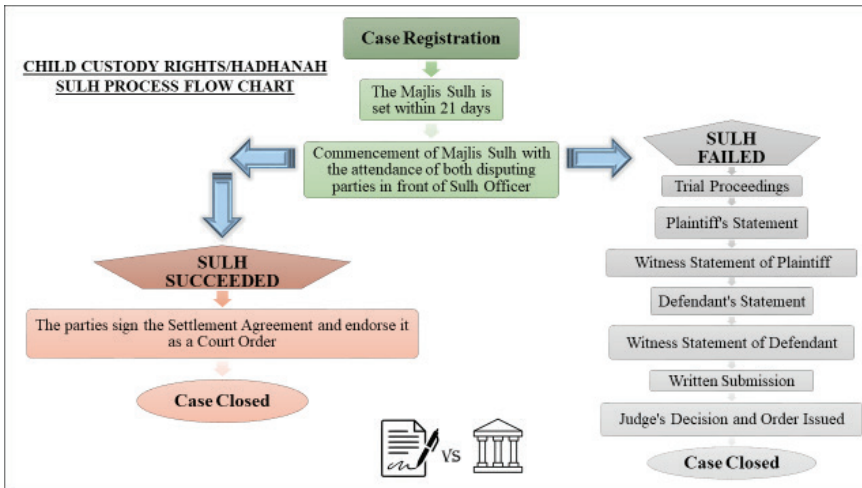 CHILD CUSTODY RIGHTS/HADHANAH
SULH PROCESS FLOW CHART
Case Registration
The Majlis Sulh is
set within 21 days
Commencement of Majlis Sulh with
the attendance of both disputing
parties in front of Sulh Officer
SULH
SUCCEEDED
The parties sign the Settlement Agreement and endorse it
as a Court Order
Case Closed
VS
SULH
FAILED
Trial Proceedings
Plaintiff's Statement
Witness Statement of Plaintiff
Defendant's Statement
Witness Statement of Defendant
Written Submission
Judge's Decision and Order Issued
Case Closed